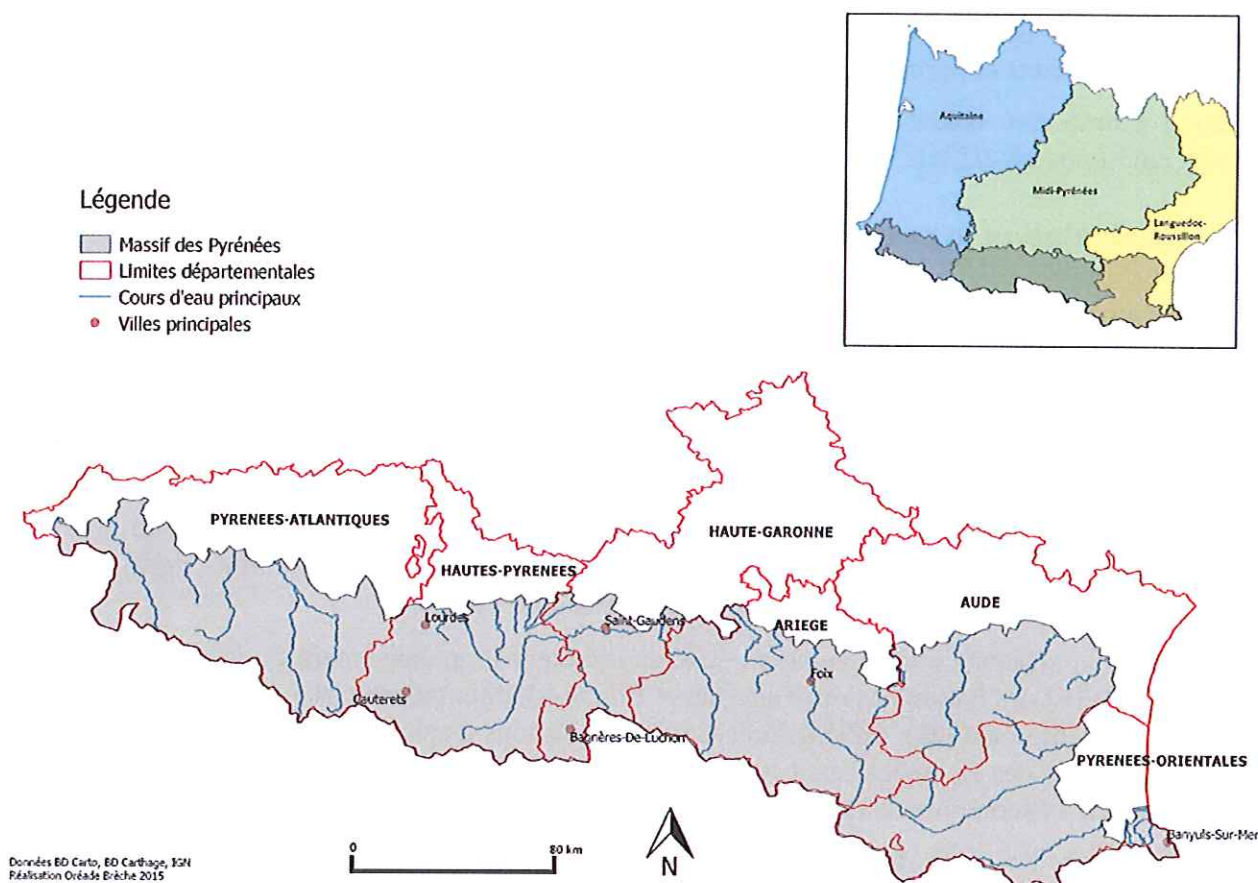 Aquitaine
Midi-Pyrénées
Languedoc-
Roussillon
Légende
Massif des Pyrénées
Limites départementales
Cours d'eau principaux
Villes principales
PYRENEES-ATLANTIQUES
HAUTE-GARONNE
HAUTES-PYRENEES
AUDE
ARIEGE
Lourdes
Saint-Gaudens
Foix
Cauterets
Bagnères-De-Luchon
PYRENEES-ORIENTALES
Banyuls-Sur-Mer
0
80 km
N
Données BD Carto, BD Carthage, IGN
Réalisation Oréade Brèche 2015